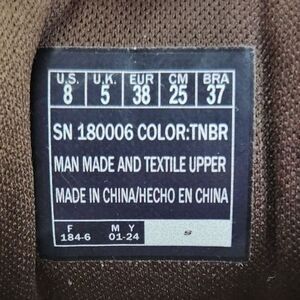 U.S. U.K. EUR CM BRA
8 5 38 25 37
SN 180006 COLOR:TNBR
MAN MADE AND TEXTILE UPPER
MADE IN CHINA/HECHO EN CHINA
F M Y
184-6 01-24 S